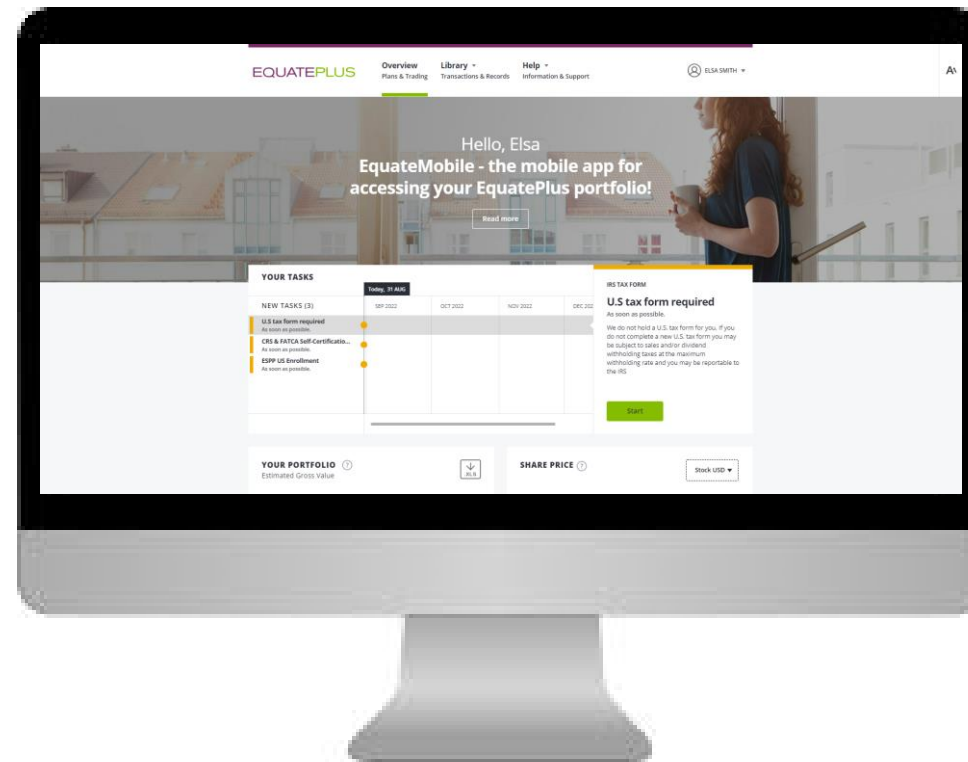 EQUATEPLUS
Overview
Plans & Trading
Library
Transactions & Records
Help
Information & Support
ELSA SMITH
Hello, Elsa
EquateMobile - the mobile app for
accessing your EquatePlus portfolio!
Read more
YOUR TASKS
Today, 31 AUG
NEW TASKS (3)
SEP 2022
OCT 2022
NOV 2022
DEC 202
U.S tax form required
As soon as possible.
CRS & FATCA Self-Certificatio...
As soon as possible.
ESPP US Enrollment
As soon as possible.
IRS TAX FORM
U.S tax form required
As soon as possible.
We do not hold a U.S. tax form for you. If you
do not complete a new U.S. tax form you may
be subject to sales and/or dividend
withholding taxes at the maximum
withholding rate and you may be reportable to
the IRS
Start
YOUR PORTFOLIO
Estimated Gross Value
XLS
SHARE PRICE
Stock USD